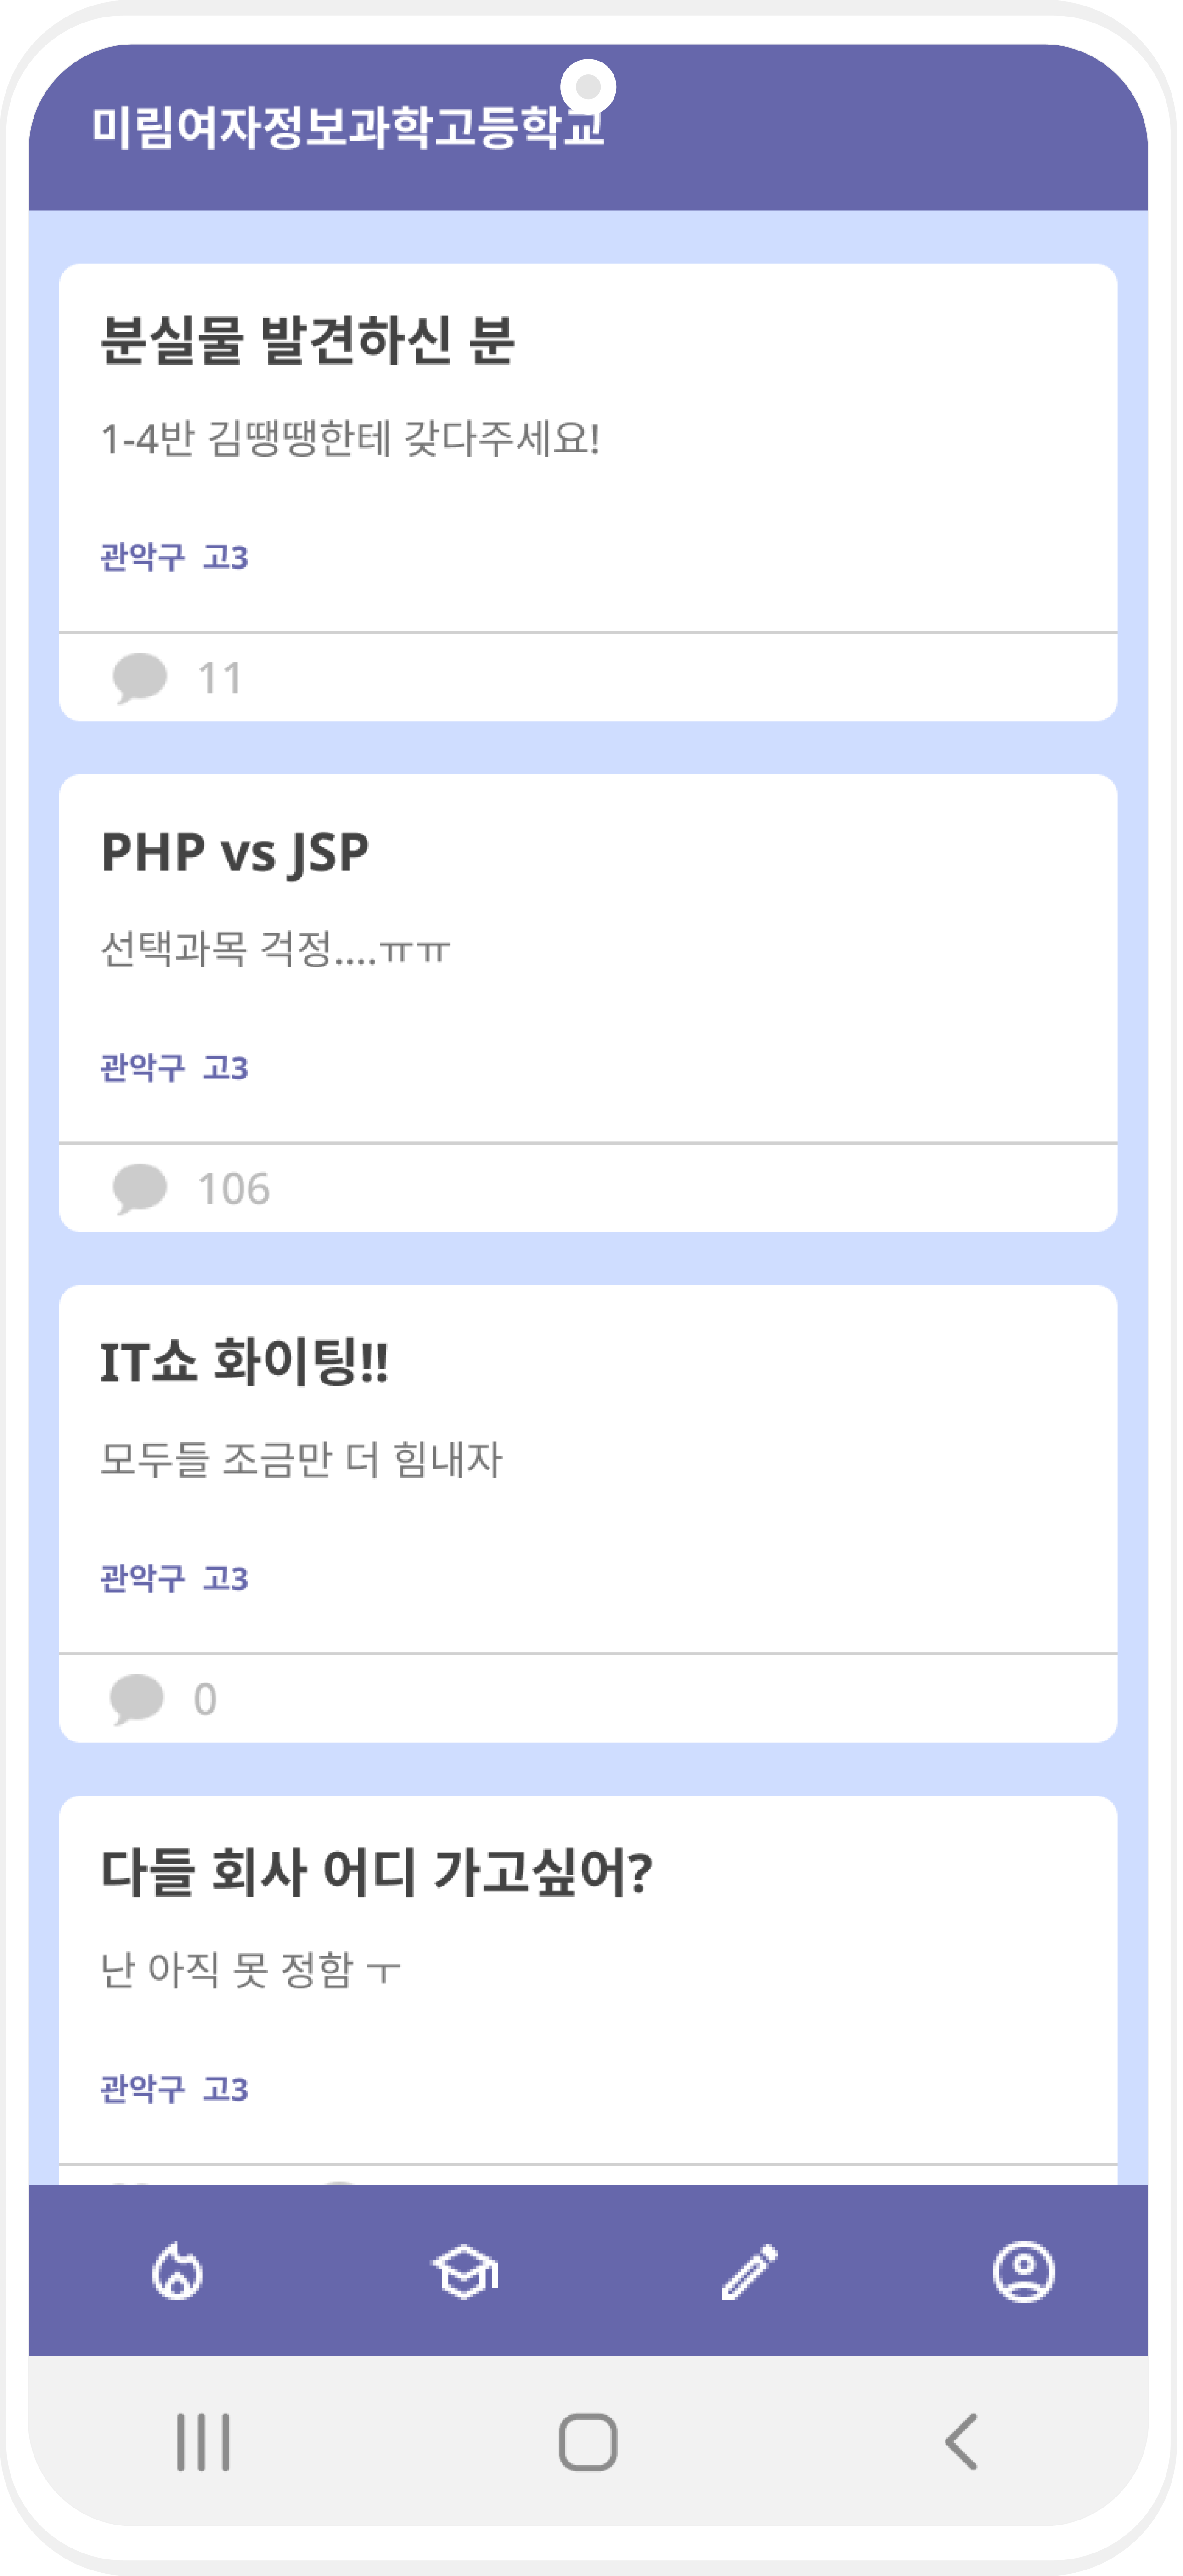 미림여자정보과학고등학교
분실물 발견하신 분
1-4반 김땡땡한테 갖다주세요!
관악구 고3
11
PHP vs JSP
선택과목 걱정....ㅠㅠ
관악구 고3
106
IT쇼 화이팅!!
모두들 조금만 더 힘내자
관악구 고3
0
다들 회사 어디 가고싶어?
난 아직 못 정함 ㅜ
관악구 고3